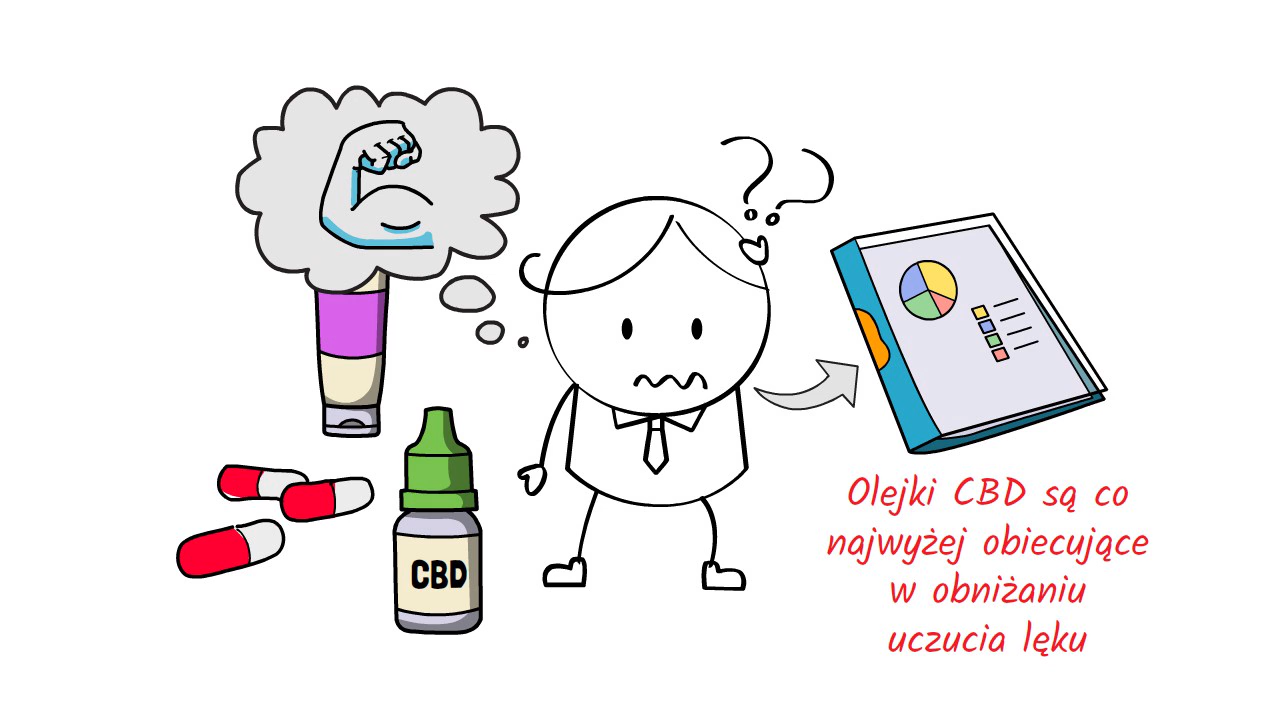 CBD
Olejki CBD są co
najwyżej obiecujące
w obniżaniu
uczucia lęku